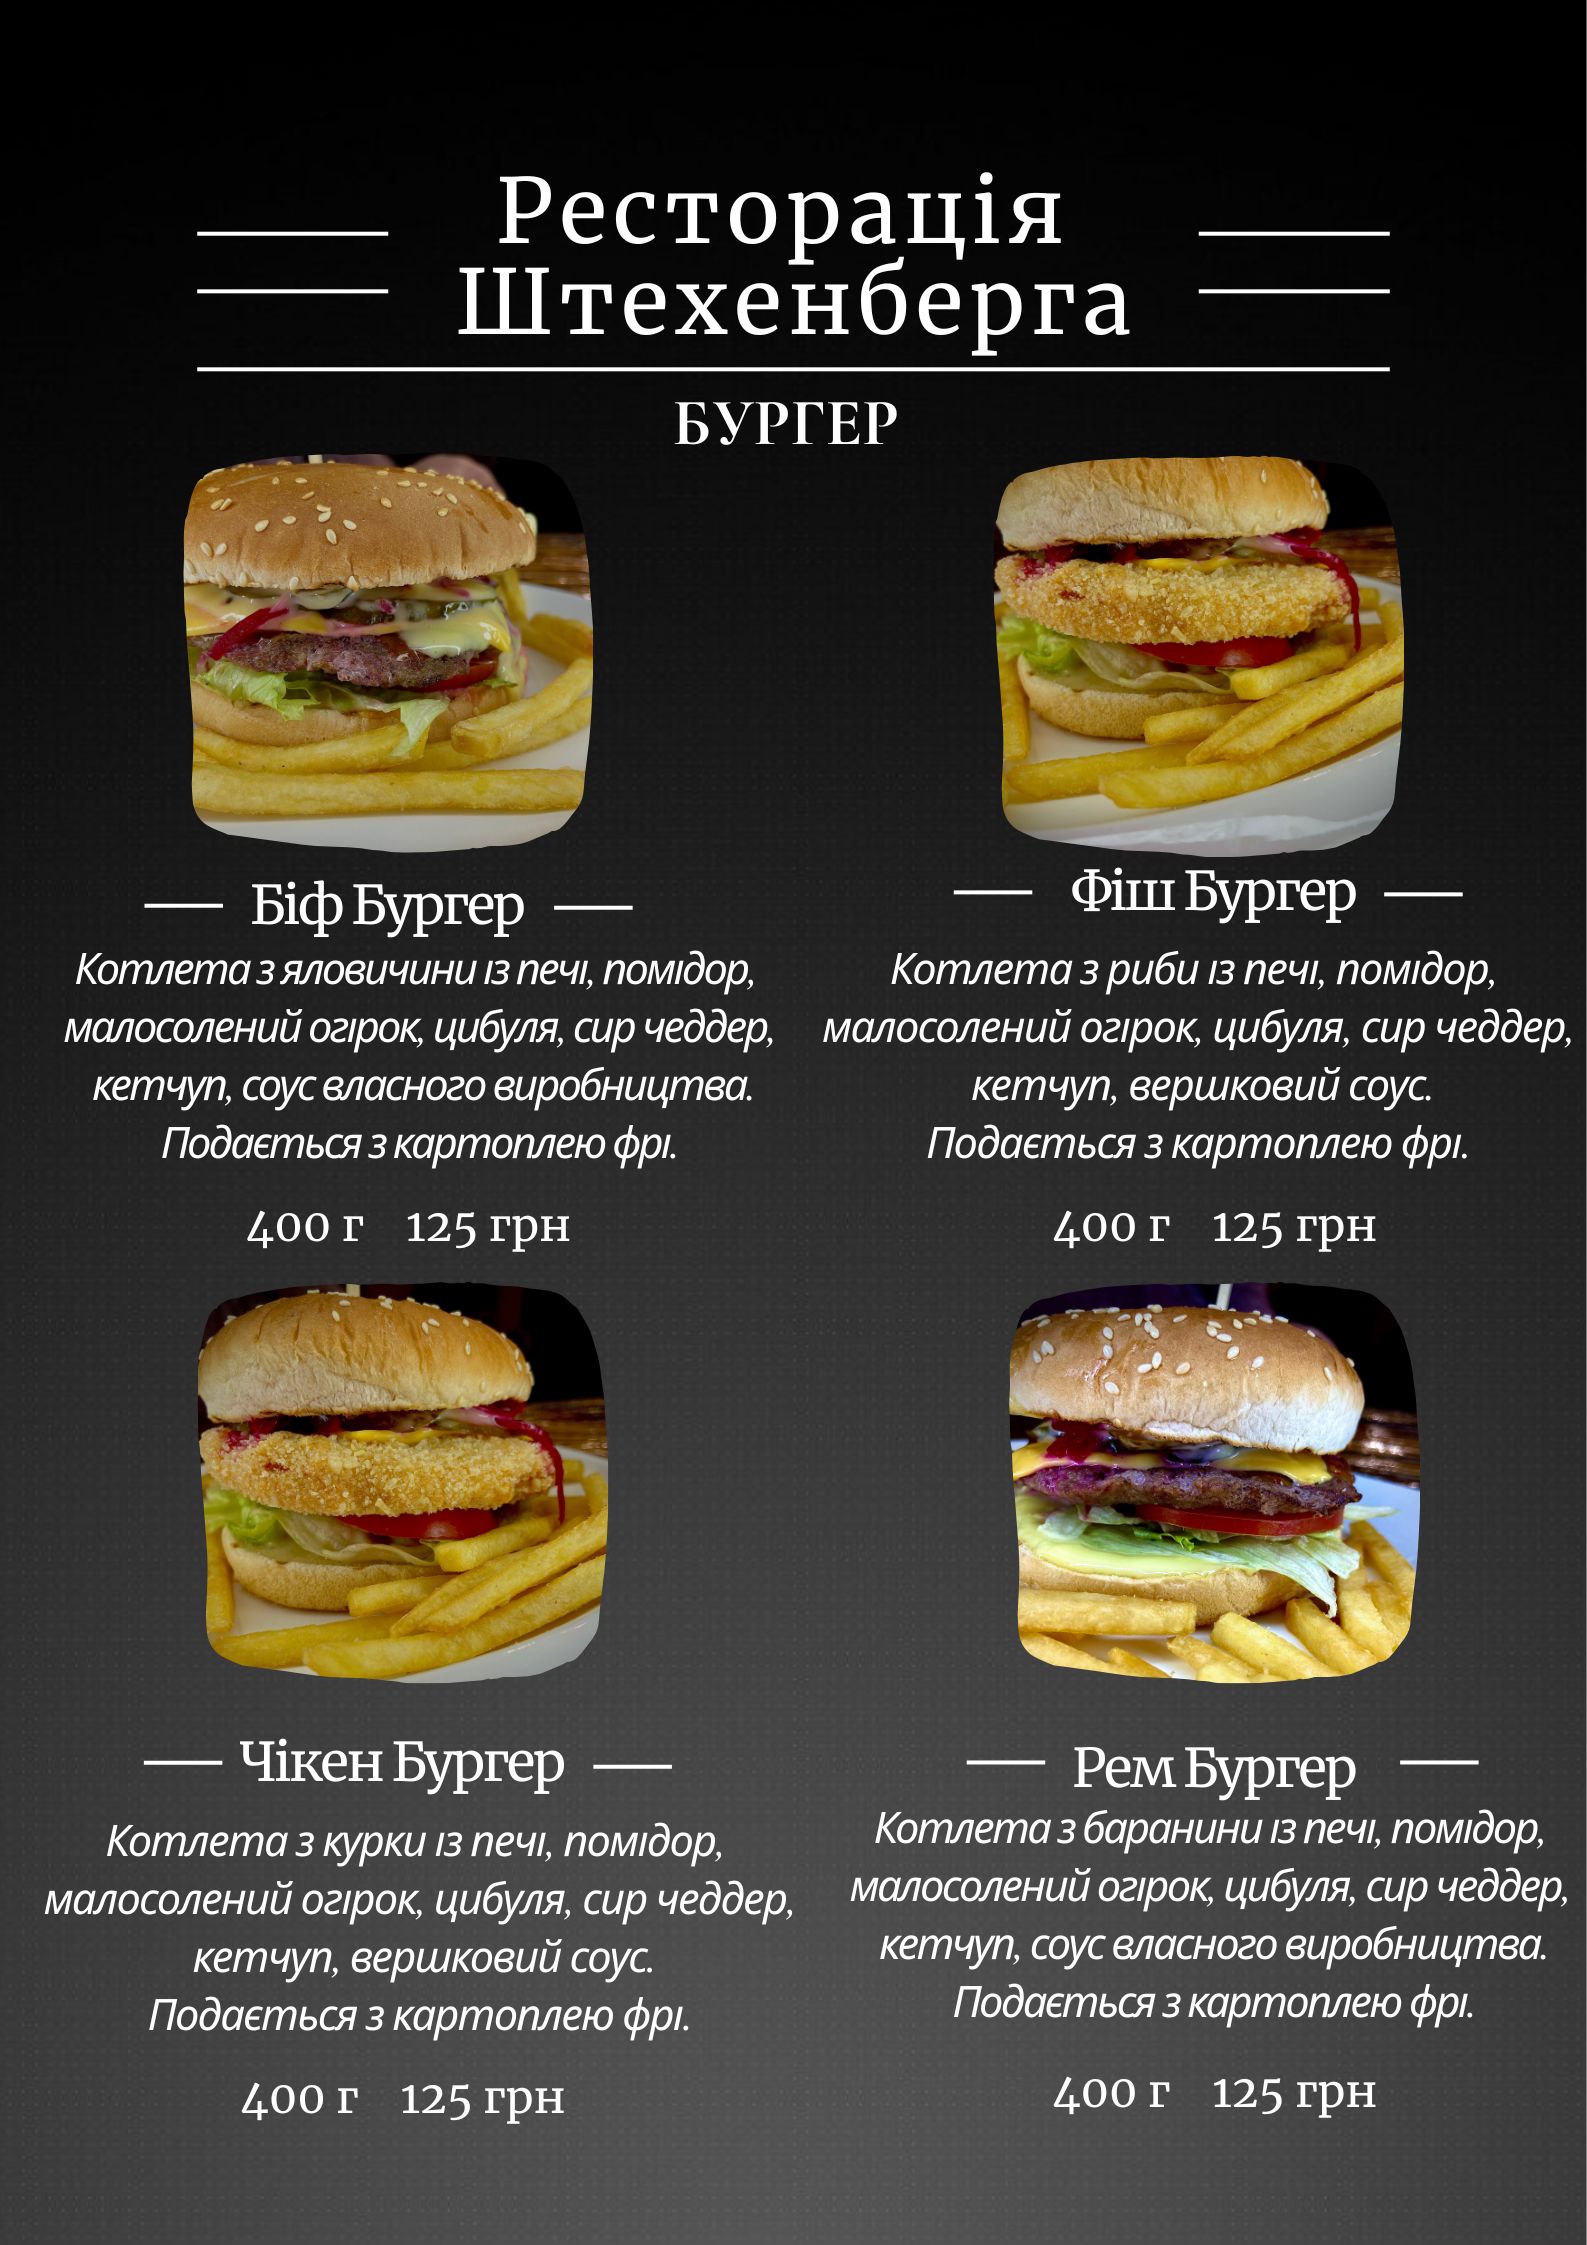 Ресторація
Штехенберга
БУРГЕР
Біф Бургер
Котлета з яловичини із печі, помідор,
малосолений огірок, цибуля, сир чеддер,
кетчуп, соус власного виробництва.
Подається з картоплею фрі.
400 г 125 грн
Фіш Бургер
Котлета з риби із печі, помідор,
малосолений огірок, цибуля, сир чеддер,
кетчуп, вершковий соус.
Подається з картоплею фрі.
400 г 125 грн
Чікен Бургер
Котлета з курки із печі, помідор,
малосолений огірок, цибуля, сир чеддер,
кетчуп, вершковий соус.
Подається з картоплею фрі.
400 г 125 грн
Рем Бургер
Котлета з баранини із печі, помідор,
малосолений огірок, цибуля, сир чеддер,
кетчуп, соус власного виробництва.
Подається з картоплею фрі.
400 г 125 грн